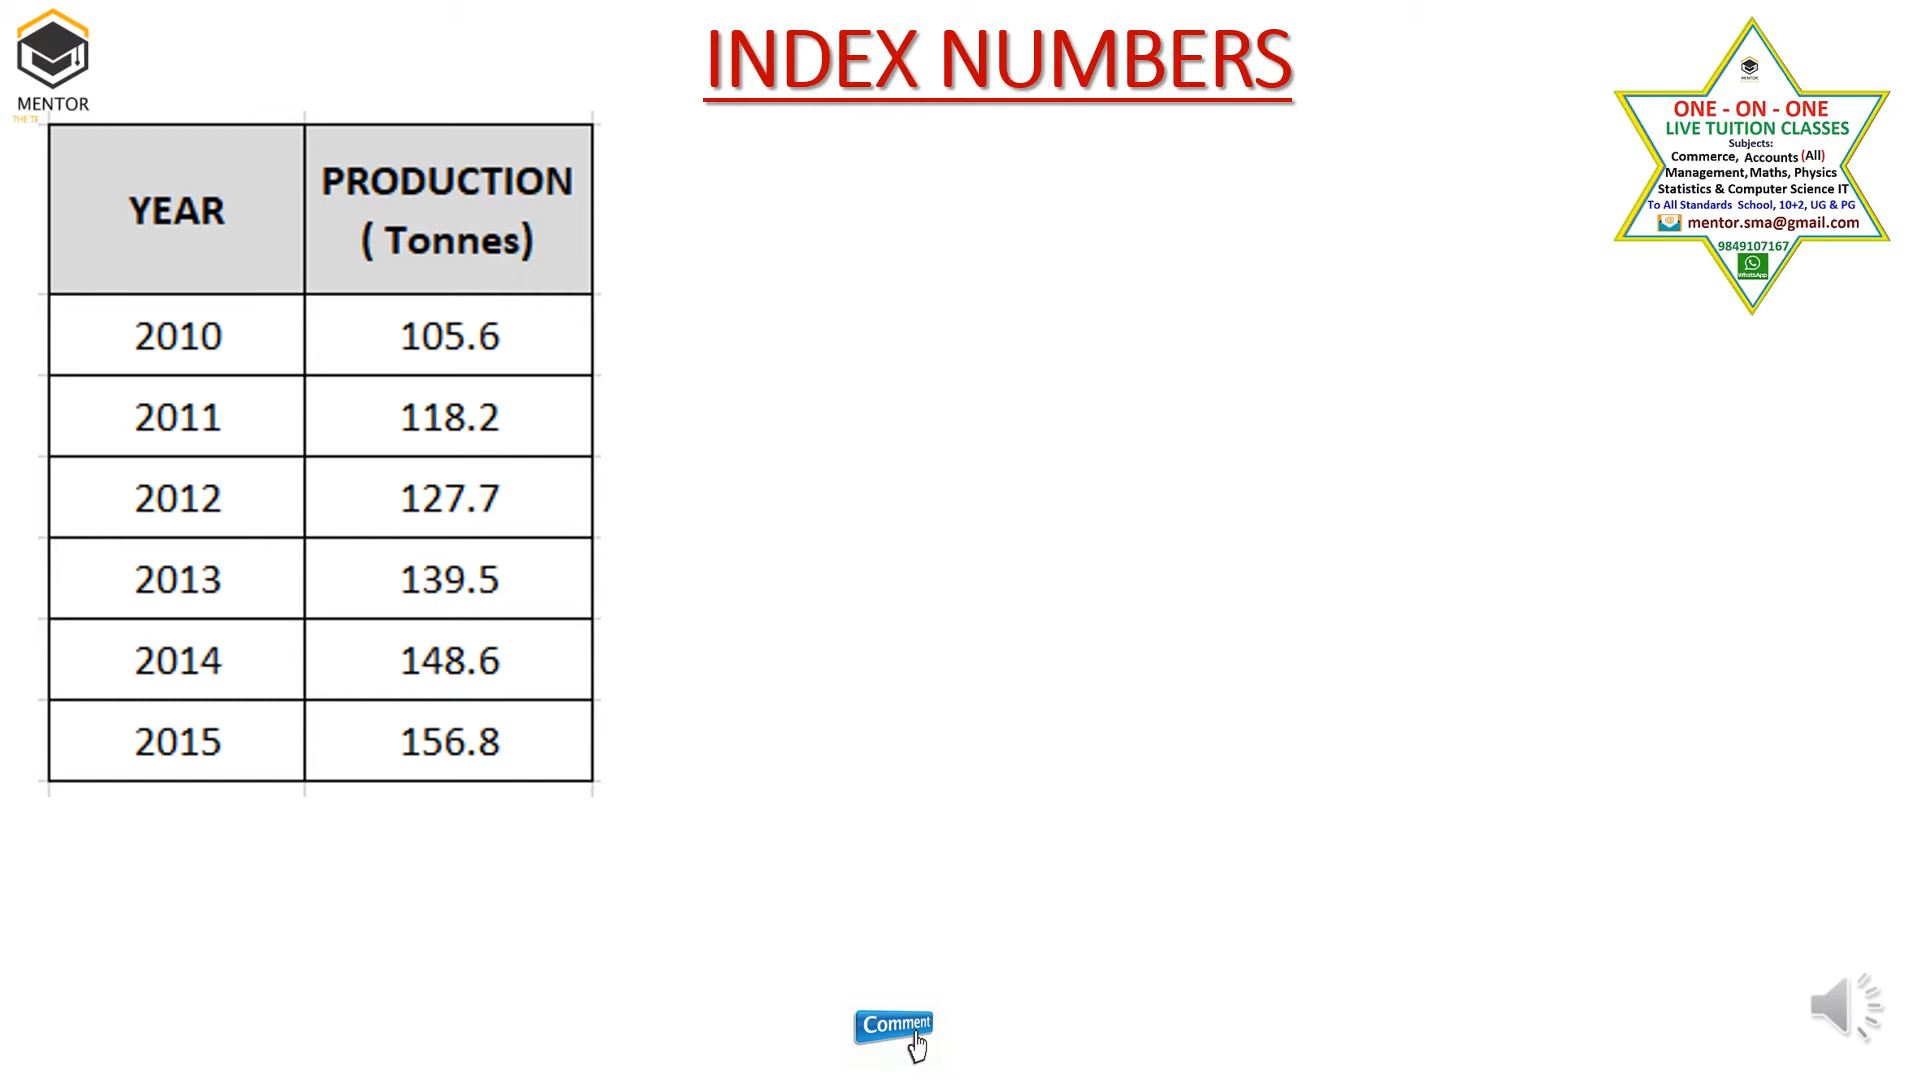 INDEX NUMBERS
MENTOR
THE TR
YEAR
PRODUCTION
( Tonnes)
2010 105.6
2011 118.2
2012 127.7
2013 139.5
2014 148.6
2015 156.8
MENTOR
ONE - ON - ONE
LIVE TUITION CLASSES
Subjects:
Commerce, Accounts (All)
Management, Maths, Physics
Statistics & Computer Science IT
To All Standards School, 10+2, UG & PG
mentor.sma@gmail.com
9849107167
WhatsApp
Comment